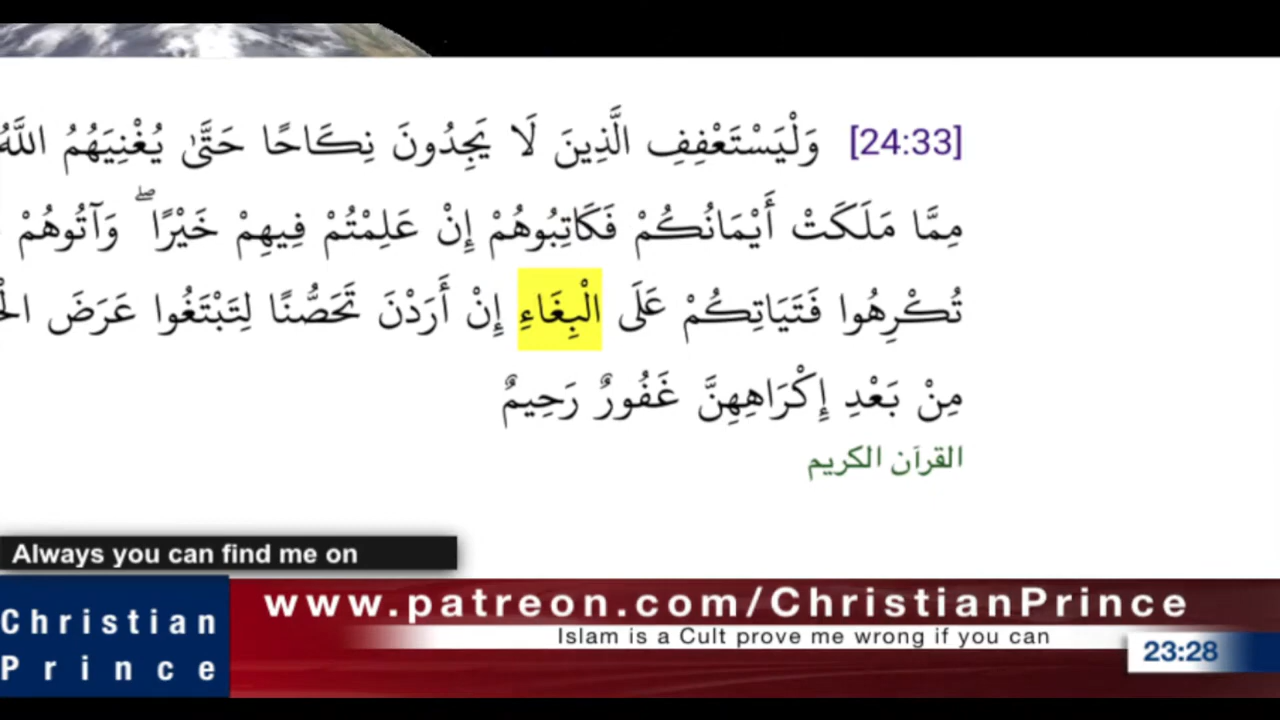 [24:33] وَلْيَسْتَعْفِفِ الَّذِينَ لَا يَجِدُونَ نِكَاحًا حَتَّىٰ يُغْنِيَهُمُ اللَّهُ
مِمَّا مَلَكَتْ أَيْمَانُكُمْ فَكَاتِبُوهُمْ إِنْ عَلِمْتُمْ فِيهِمْ خَيْرًا ۖ وَآتُوهُمْ
تُكْرِهُوا فَتَيَاتِكُمْ عَلَى الْبِغَاءِ إِنْ أَرَدْنَ تَحَصُّنًا لِتَبْتَغُوا عَرَضَ
مِنْ بَعْدِ إِكْرَاهِهِنَّ غَفُورٌ رَحِيمٌ
القرآن الكريم
Always you can find me on
Christian
Prince
www.patreon.com/ChristianPrince
Islam is a Cult prove me wrong if you can
23:28